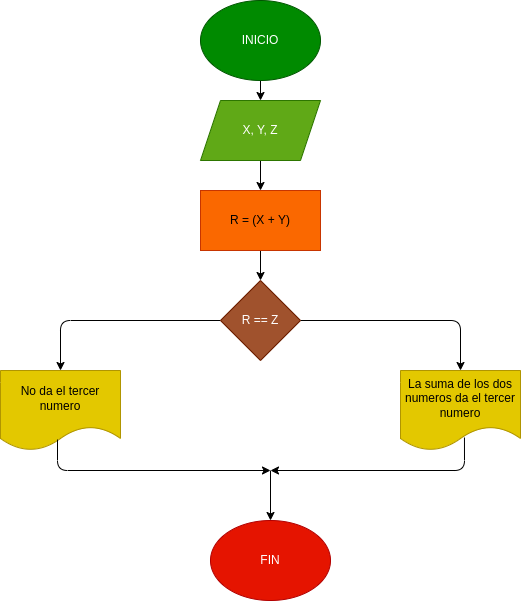 INICIO
X, Y, Z
R = (X + Y)
R == Z
No da el tercer
numero
La suma de los dos
numeros da el tercer
numero
FIN